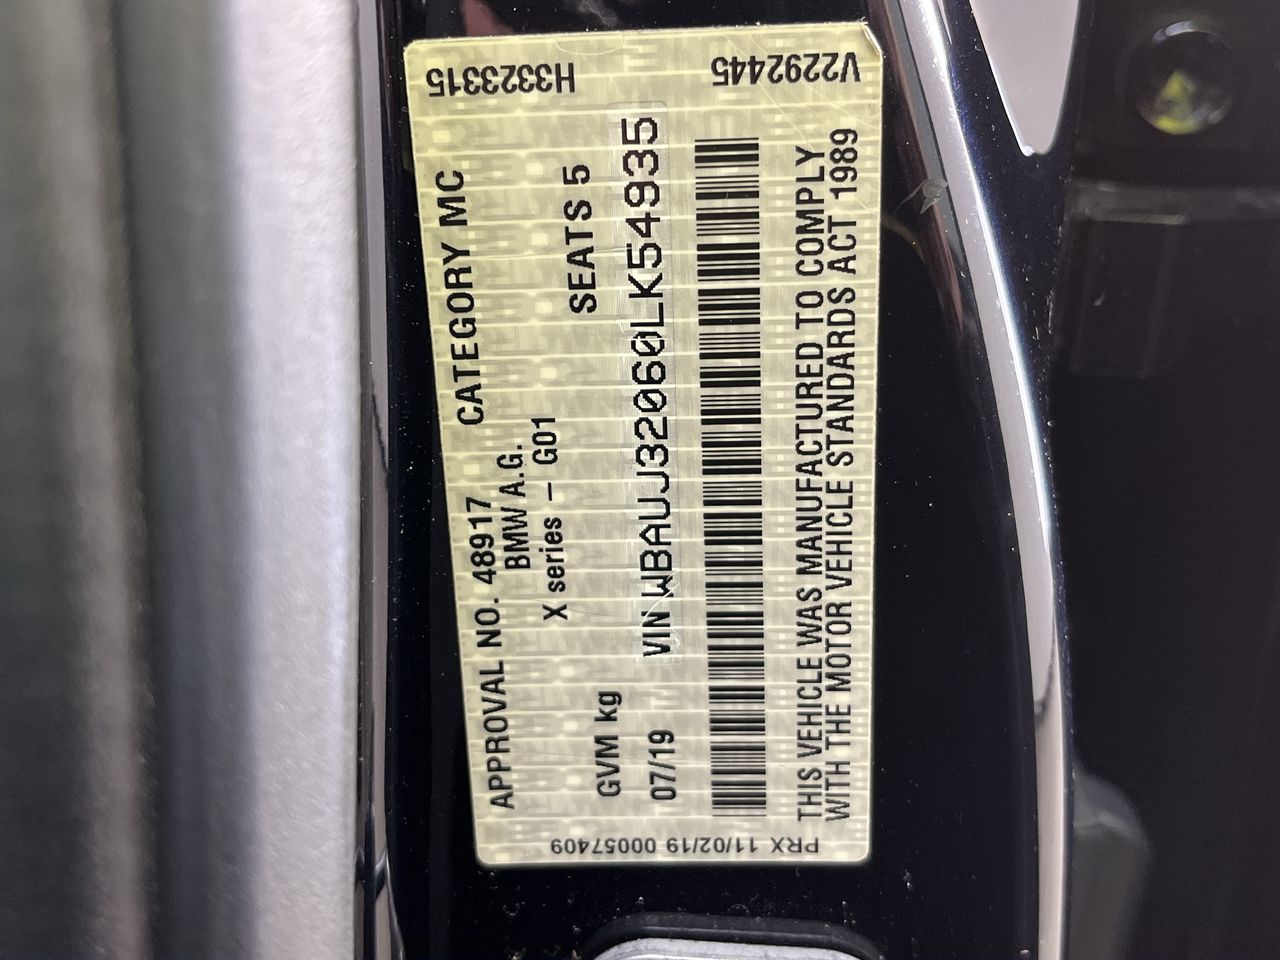 APPROVAL NO. 48917 CATEGORY MC
BMW A.G.
X series – G01
GVM kg SEATS 5
07/19 VIN WBAUJ32060LK54935
THIS VEHICLE WAS MANUFACTURED TO COMPLY
WITH THE MOTOR VEHICLE STANDARDS ACT 1989
H3323315
V2292445
PRX 11/02/19 00057409